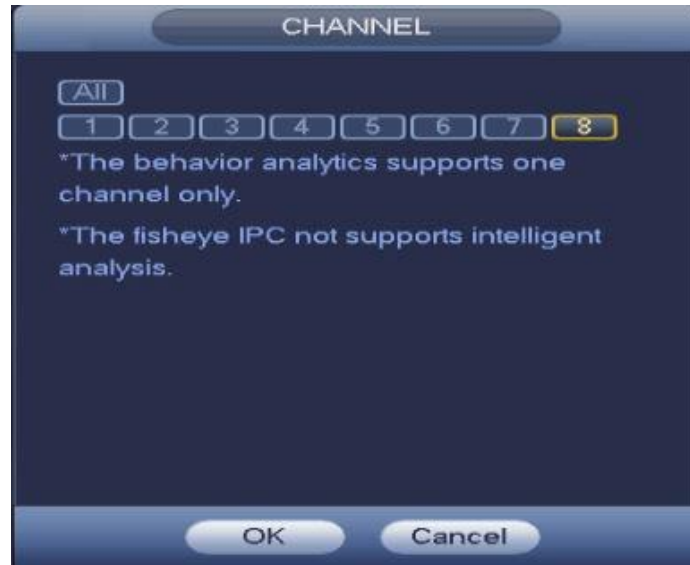 CHANNEL
All
1 2 3 4 5 6 7 8
*The behavior analytics supports one
channel only.
*The fisheye IPC not supports intelligent
analysis.
OK Cancel